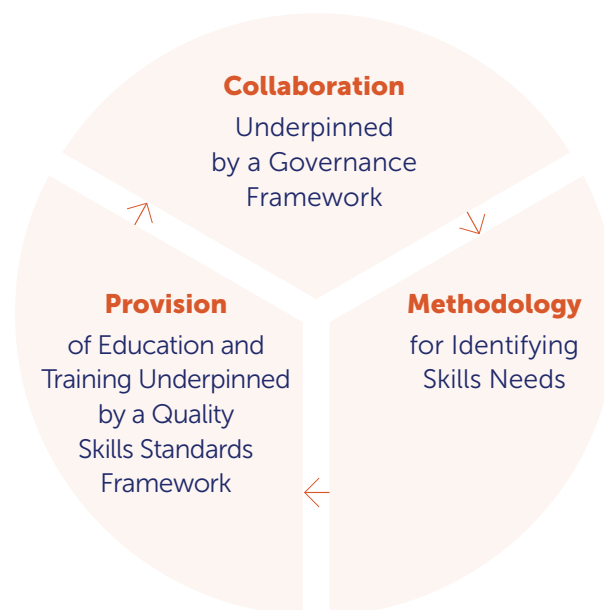 Collaboration
Underpinned
by a Governance
Framework
Provision
of Education and
Training Underpinned
by a Quality
Skills Standards
Framework
Methodology
for Identifying
Skills Needs